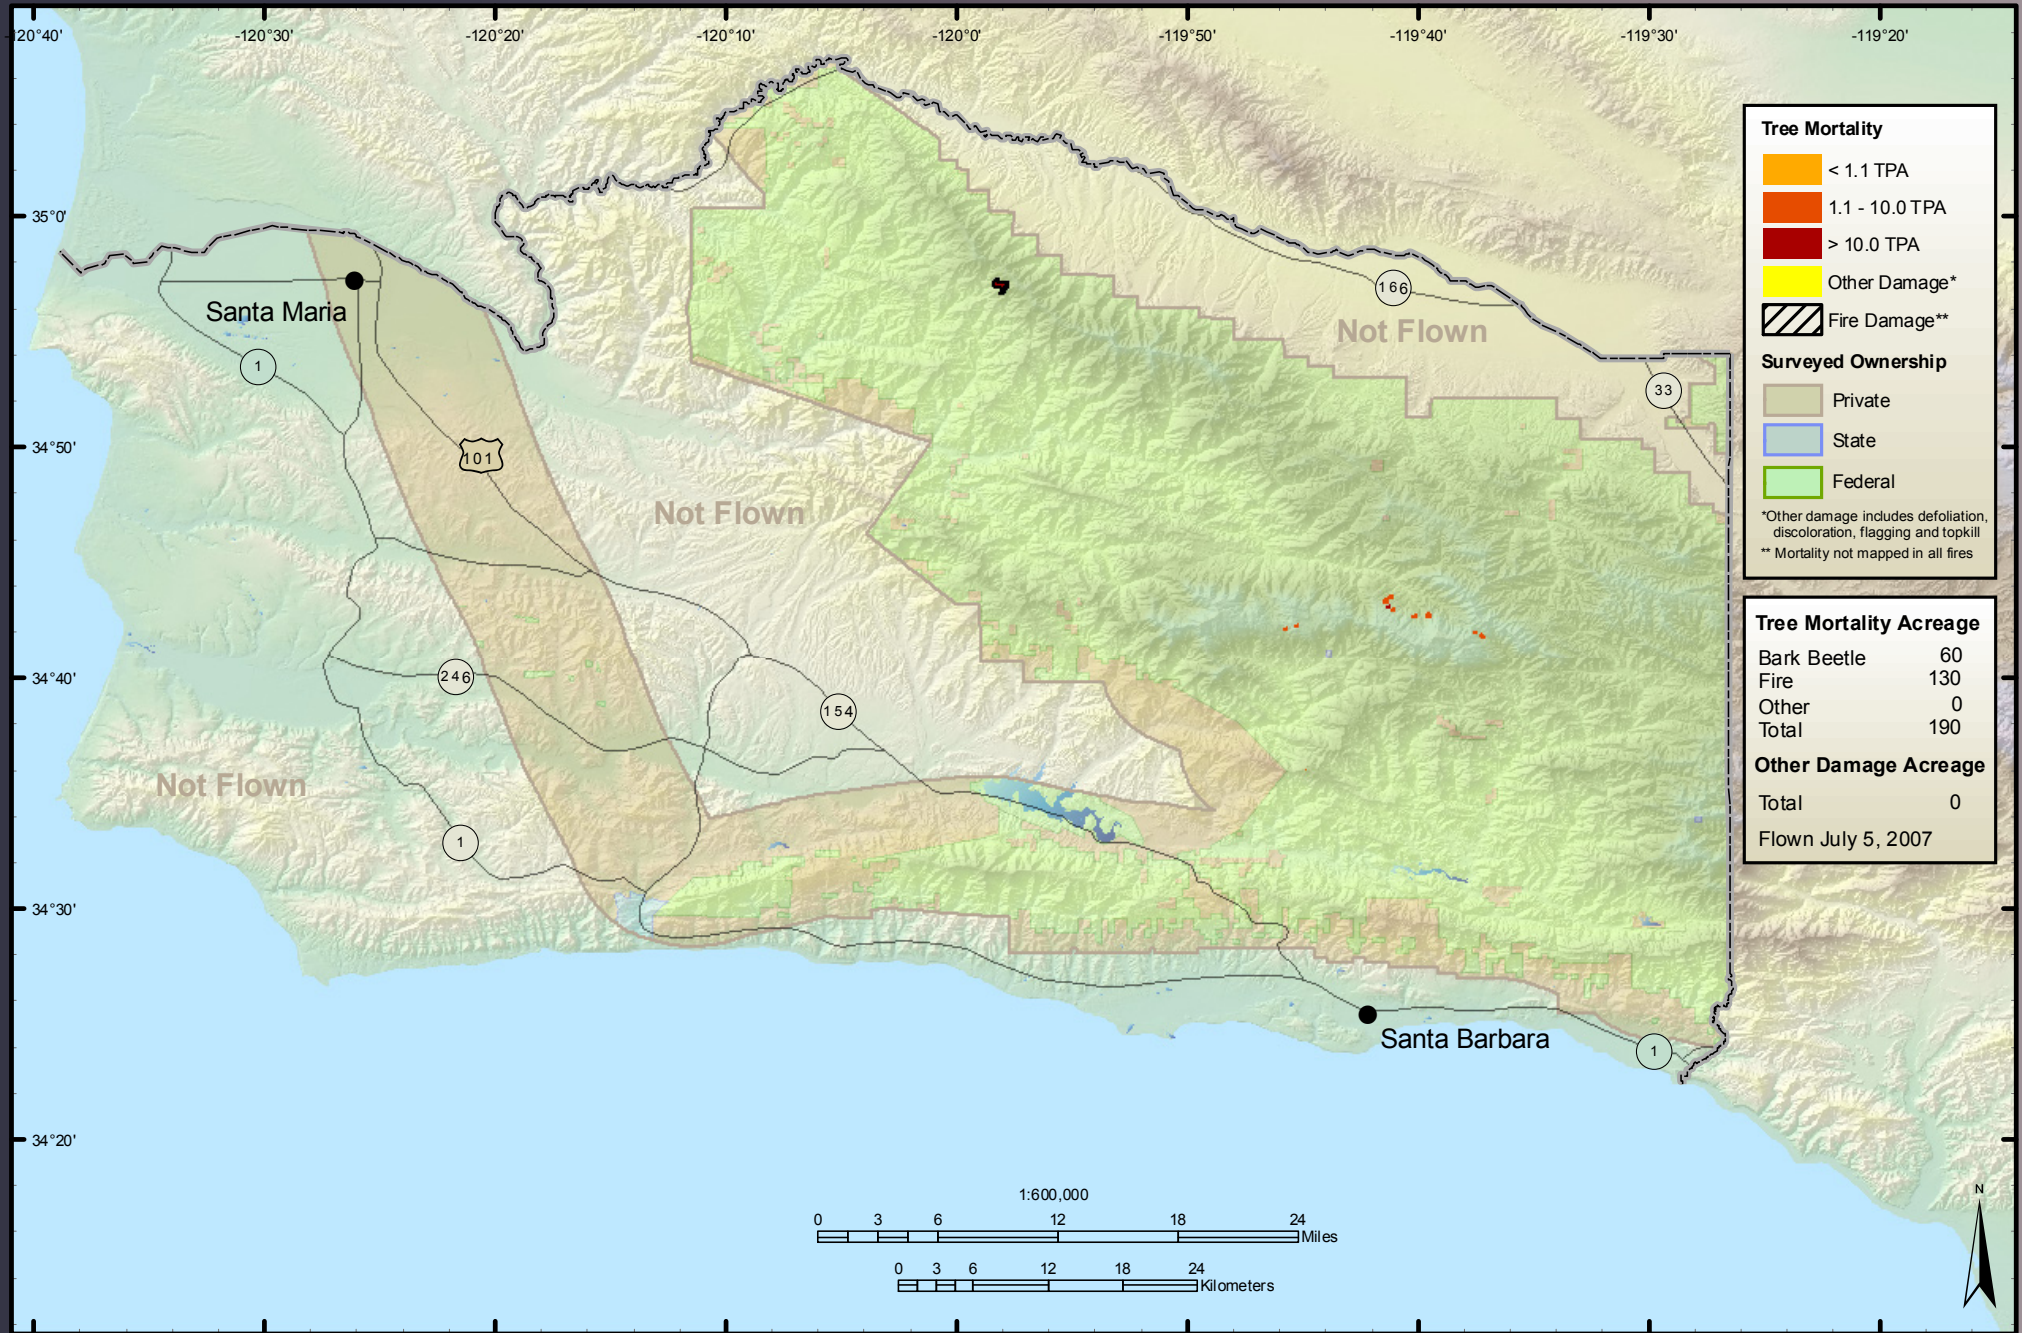 -120°40'
-120°30'
-120°20'
-120°10'
-120°0'
-119°50'
-119°40'
-119°30'
-119°20'
35°0'
34°50'
34°40'
34°30'
34°20'
Santa Maria
1
101
166
Not Flown
33
Not Flown
246
154
Not Flown
1
Santa Barbara
1
Tree Mortality
< 1.1 TPA
1.1 - 10.0 TPA
> 10.0 TPA
Other Damage*
Fire Damage**
Surveyed Ownership
Private
State
Federal
*Other damage includes defoliation,
discoloration, flagging and topkill
** Mortality not mapped in all fires
Tree Mortality Acreage
Bark Beetle 60
Fire 130
Other 0
Total 190
Other Damage Acreage
Total 0
Flown July 5, 2007
1:600,000
0 3 6 12 18 24
Miles
0 3 6 12 18 24
Kilometers
N